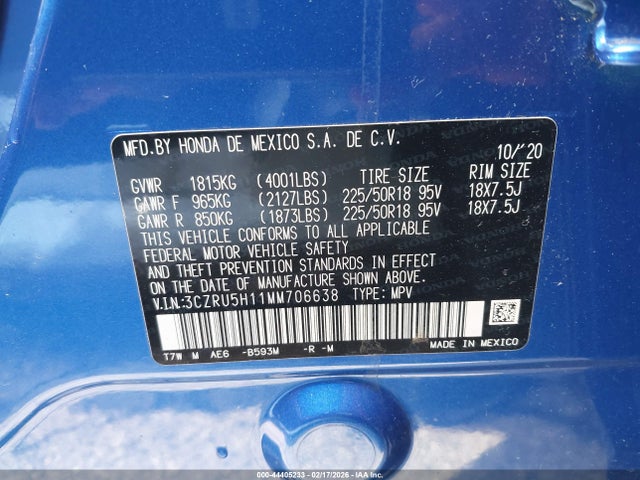 MFD.BY HONDA DE MEXICO S.A. DE C.V.
10/'20
GVWR 1815KG (4001LBS) TIRE SIZE RIM SIZE
GAWR F 965KG (2127LBS) 225/50R18 95V 18X7.5J
GAWR R 850KG (1873LBS) 225/50R18 95V 18X7.5J
THIS VEHICLE CONFORMS TO ALL APPLICABLE
FEDERAL MOTOR VEHICLE SAFETY
AND THEFT PREVENTION STANDARDS IN EFFECT
ON THE DATE OF MANUFACTURE SHOWN ABOVE.
V.I.N:3CZRU5H11MM706638 TYPE: MPV
T7W M AE6 -B593M -R -M MADE IN MEXICO
000-44405233 - 02/17/2026 - COPART IAA